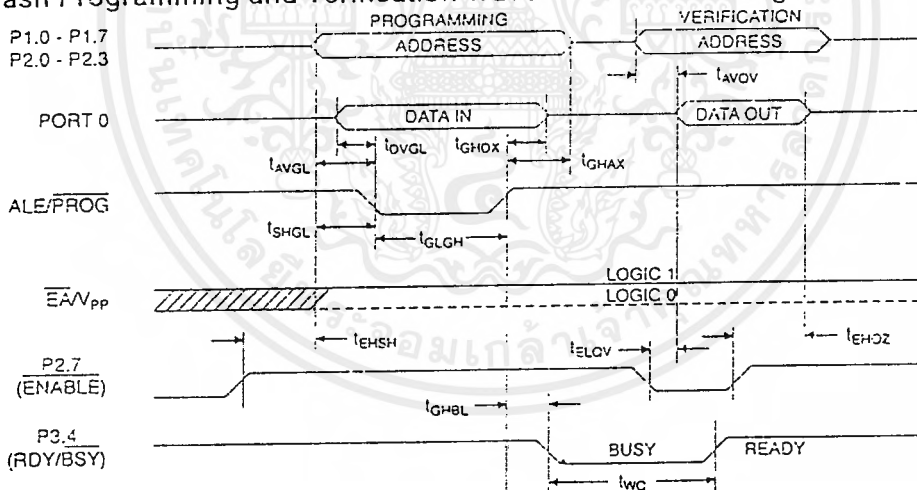 ash Programming and Verification
PROGRAMMING
VERIFICATION
P1.0 - P1.7
P2.0 - P2.3
ADDRESS
ADDRESS
tAVQV
PORT 0
DATA IN
DATA OUT
tDVGL
tGHDX
tAVGL
tGHAX
ALE/PROG
tSHGL
tGLGH
LOGIC 1
EA/VPP
LOGIC 0
tEHSH
tELQV
tEHQZ
P2.7
(ENABLE)
tGHBL
P3.4
(RDY/BSY)
BUSY
READY
tWC